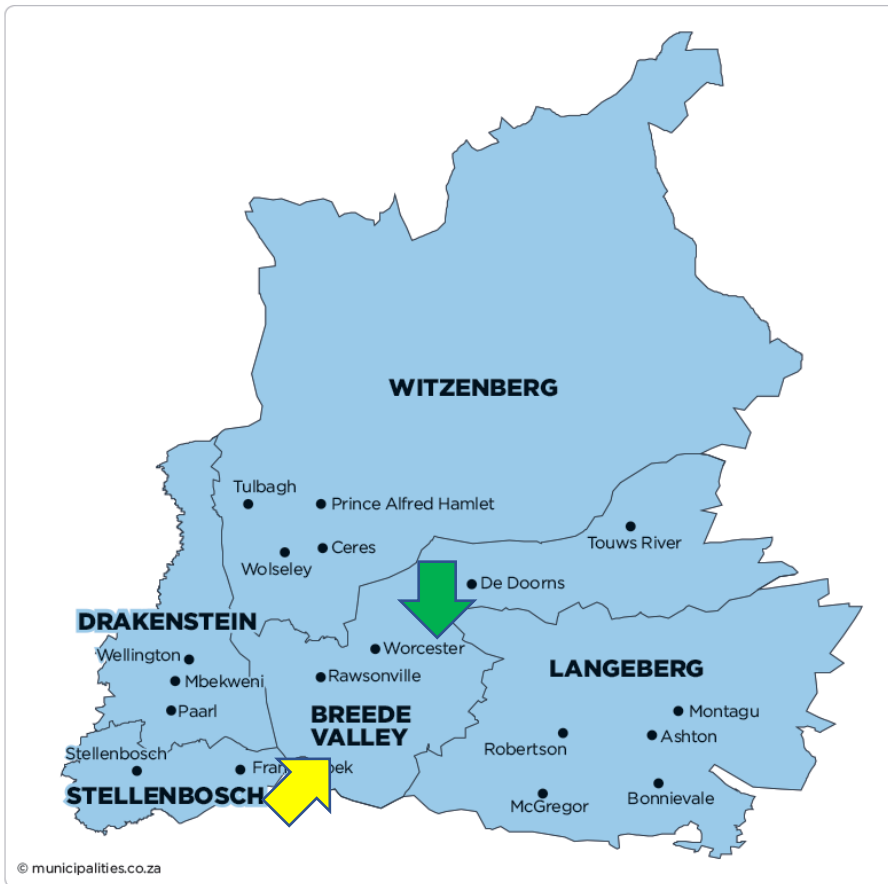 WITZENBERG
Tulbagh
Prince Alfred Hamlet
Touws River
Ceres
Wolseley
De Doorns
DRAKENSTEIN
Worcester
Wellington
LANGEBERG
Rawsonville
Mbekweni
Paarl
BREEDE
VALLEY
Montagu
Ashton
Robertson
Stellenbosch
STELLENBOSCH
McGregor
Bonnievale
© municipalities.co.za